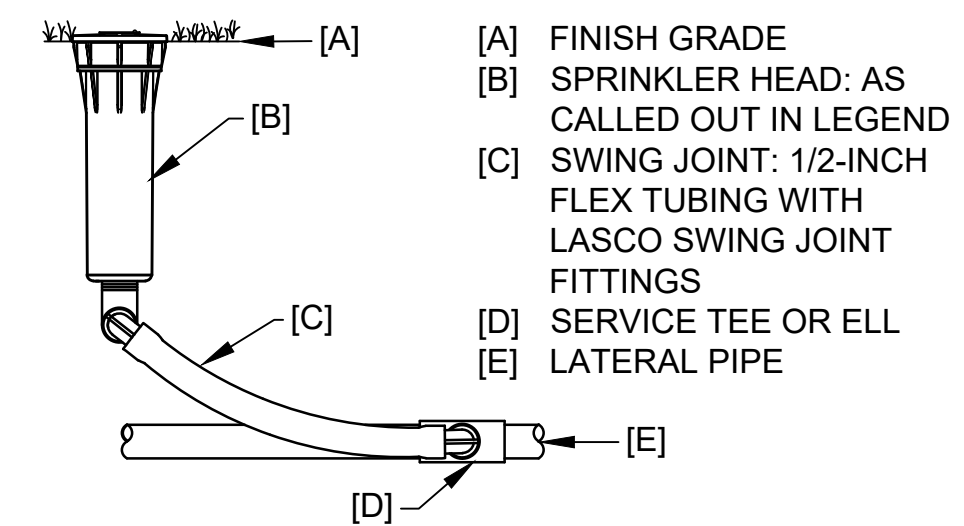 [A]
[B]
[C]
[D]
[E]
[A] FINISH GRADE
[B] SPRINKLER HEAD: AS
CALLED OUT IN LEGEND
[C] SWING JOINT: 1/2-INCH
FLEX TUBING WITH
LASCO SWING JOINT
FITTINGS
[D] SERVICE TEE OR ELL
[E] LATERAL PIPE